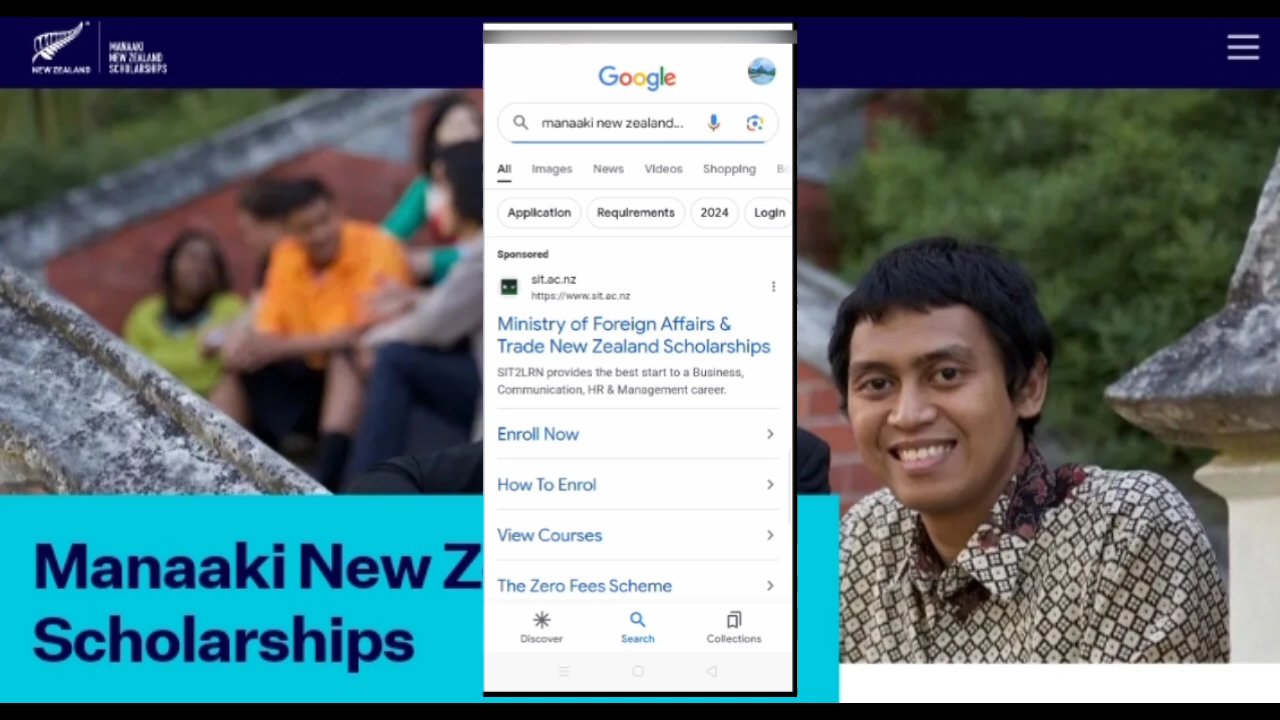 NEW ZEALAND
MANAAKI
NEW ZEALAND
SCHOLARSHIPS
Manaaki New Z
Scholarships
Google
manaaki new zealand...
All Images News Videos Shopping Bo
Application Requirements 2024 Login
Sponsored
sit.ac.nz
https://www.sit.ac.nz
Ministry of Foreign Affairs &
Trade New Zealand Scholarships
SIT2LRN provides the best start to a Business,
Communication, HR & Management career.
Enroll Now
How To Enrol
View Courses
The Zero Fees Scheme
Discover Search Collections